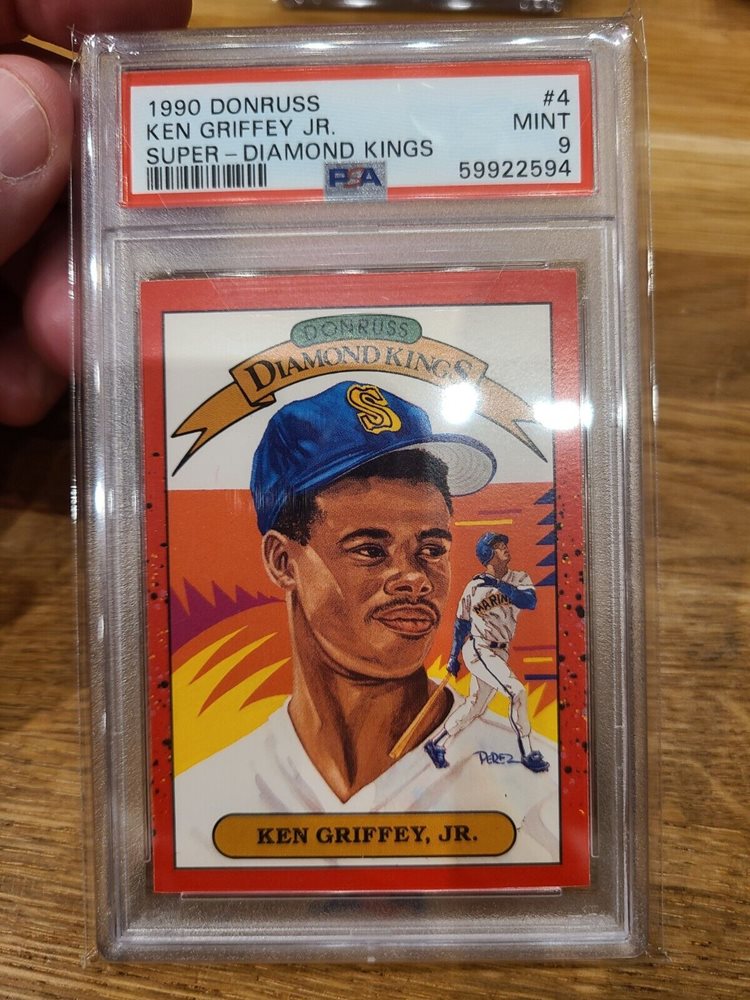 1990 DONRUSS #4
KEN GRIFFEY JR. MINT
SUPER-DIAMOND KINGS 9
PSA 59922594
DONRUSS
DIAMOND KINGS
S
MARIN
PEREZ
KEN GRIFFEY, JR.